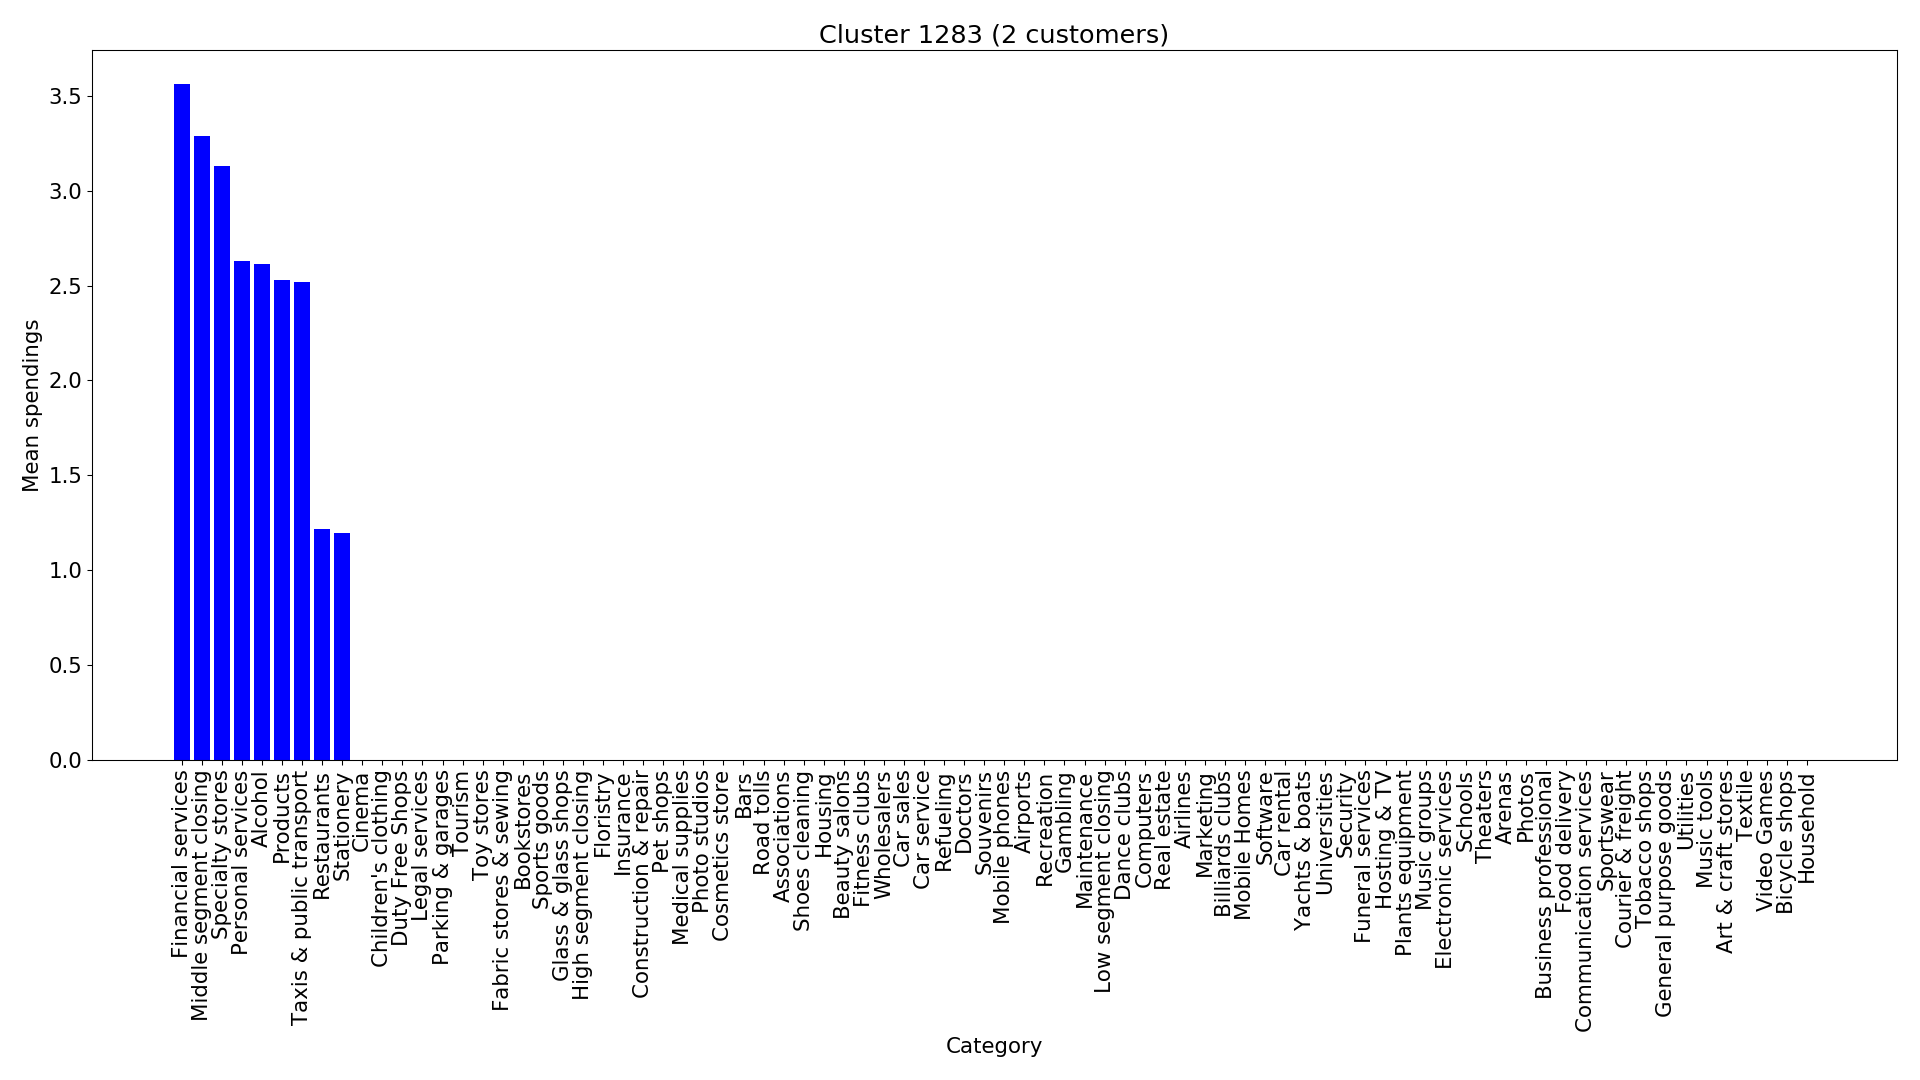 Cluster 1283 (2 customers)
Mean spendings
3.5
3.0
2.5
2.0
1.5
1.0
0.5
0.0
Financial services
Middle segment closing
Specialty stores
Personal services
Alcohol
Products
Taxis & public transport
Restaurants
Stationery
Cinema
Children's clothing
Duty Free Shops
Legal services
Parking & garages
Tourism
Toy stores
Fabric stores & sewing
Bookstores
Sports goods
Glass & glass shops
High segment closing
Floristry
Insurance
Construction & repair
Pet shops
Medical supplies
Photo studios
Cosmetics store
Bars
Road tolls
Associations
Shoes cleaning
Housing
Beauty salons
Fitness clubs
Wholesalers
Car sales
Car service
Refueling
Doctors
Souvenirs
Mobile phones
Airports
Recreation
Gambling
Maintenance
Low segment closing
Dance clubs
Computers
Real estate
Airlines
Marketing
Billiards clubs
Mobile Homes
Software
Car rental
Yachts & boats
Universities
Security
Funeral services
Hosting & TV
Plants equipment
Music groups
Electronic services
Schools
Theaters
Arenas
Photos
Business professional
Food delivery
Communication services
Sportswear
Courier & freight
Tobacco shops
General purpose goods
Utilities
Music tools
Art & craft stores
Textile
Video Games
Bicycle shops
Household
Category